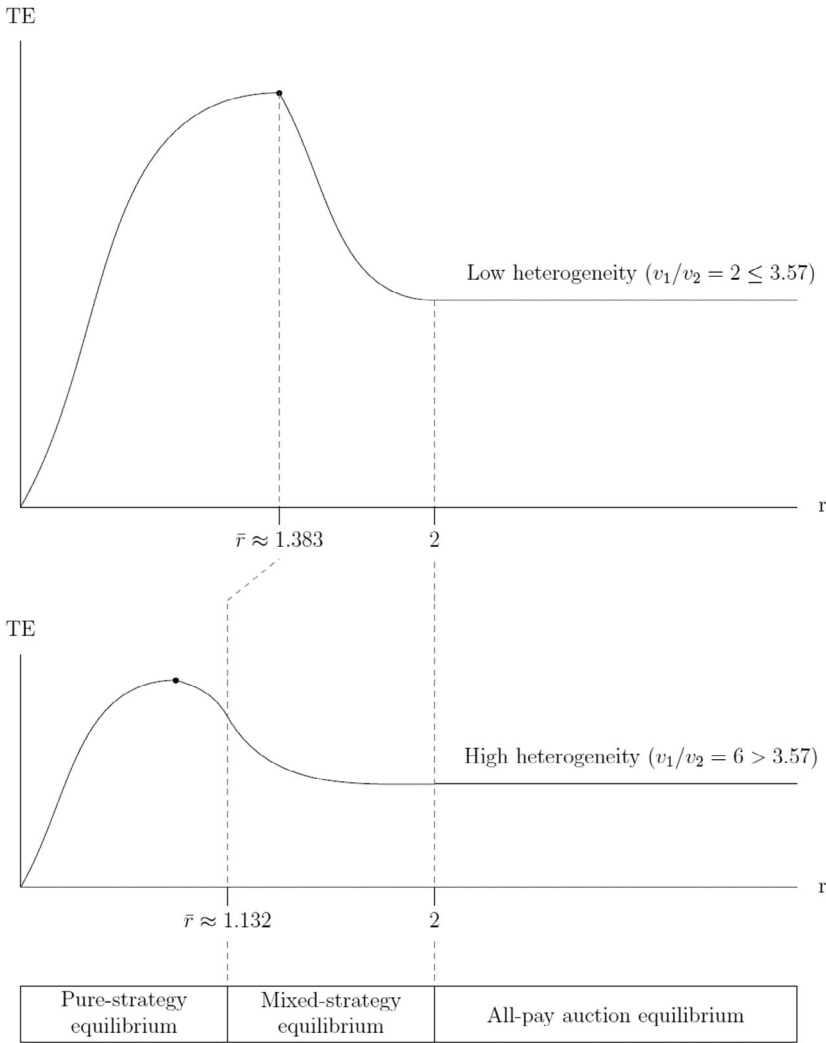 TE
Low heterogeneity (v₁/v₂ = 2 ≤ 3.57)
r
r̄ ≈ 1.383
2
TE
High heterogeneity (v₁/v₂ = 6 > 3.57)
r
r̄ ≈ 1.132
2
Pure-strategy
equilibrium
Mixed-strategy
equilibrium
All-pay auction equilibrium